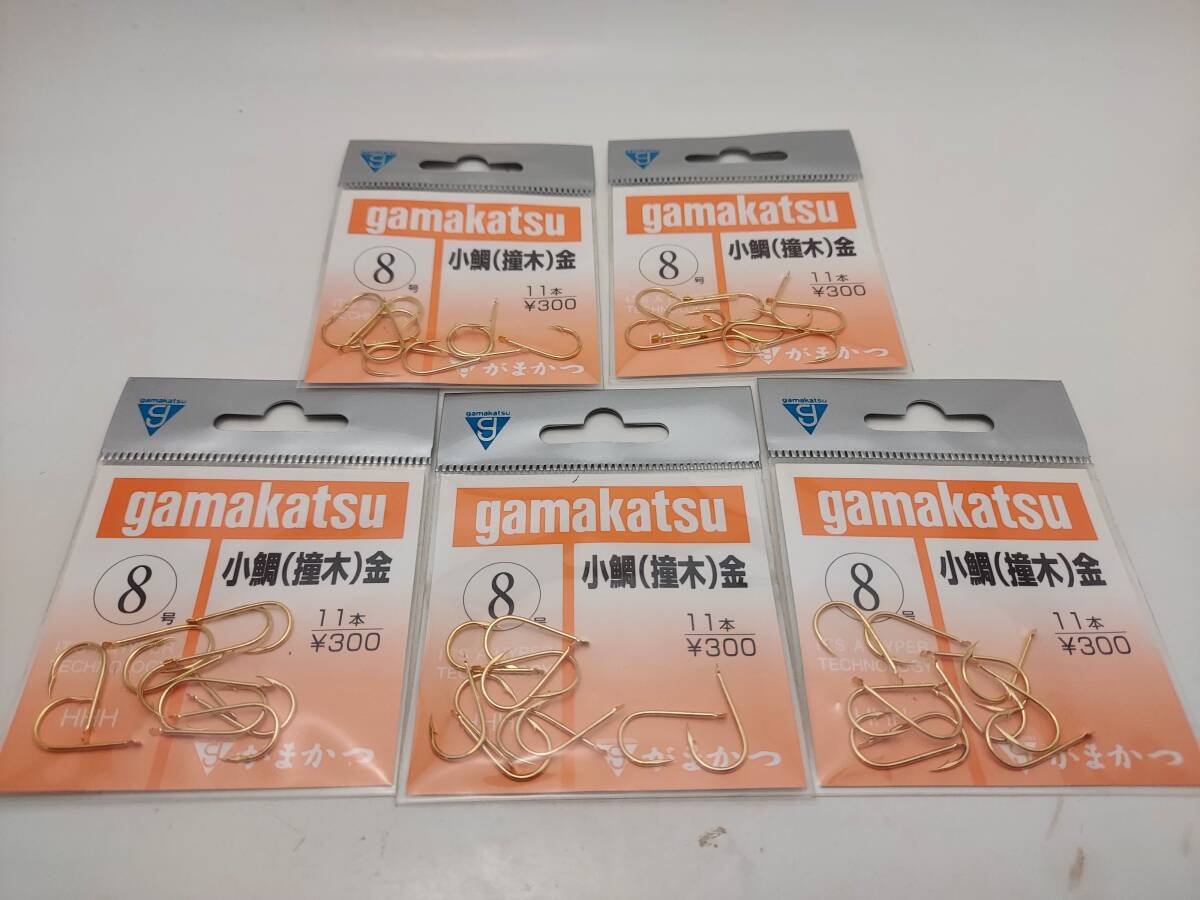 gamakatsu
8号
小鯛(撞木)金
11本
¥300
がまかつ
gamakatsu
8号
小鯛(撞木)金
11本
¥300
がまかつ
gamakatsu
gamakatsu
8号
小鯛(撞木)金
11本
¥300
TECHNOLOGY
がまかつ
gamakatsu
gamakatsu
8
小鯛(撞木)金
11本
¥300
がまかつ
gamakatsu
gamakatsu
8号
小鯛(撞木)金
11本
¥300
IT'S A HYPER
TECHNOLOGY
がまかつ